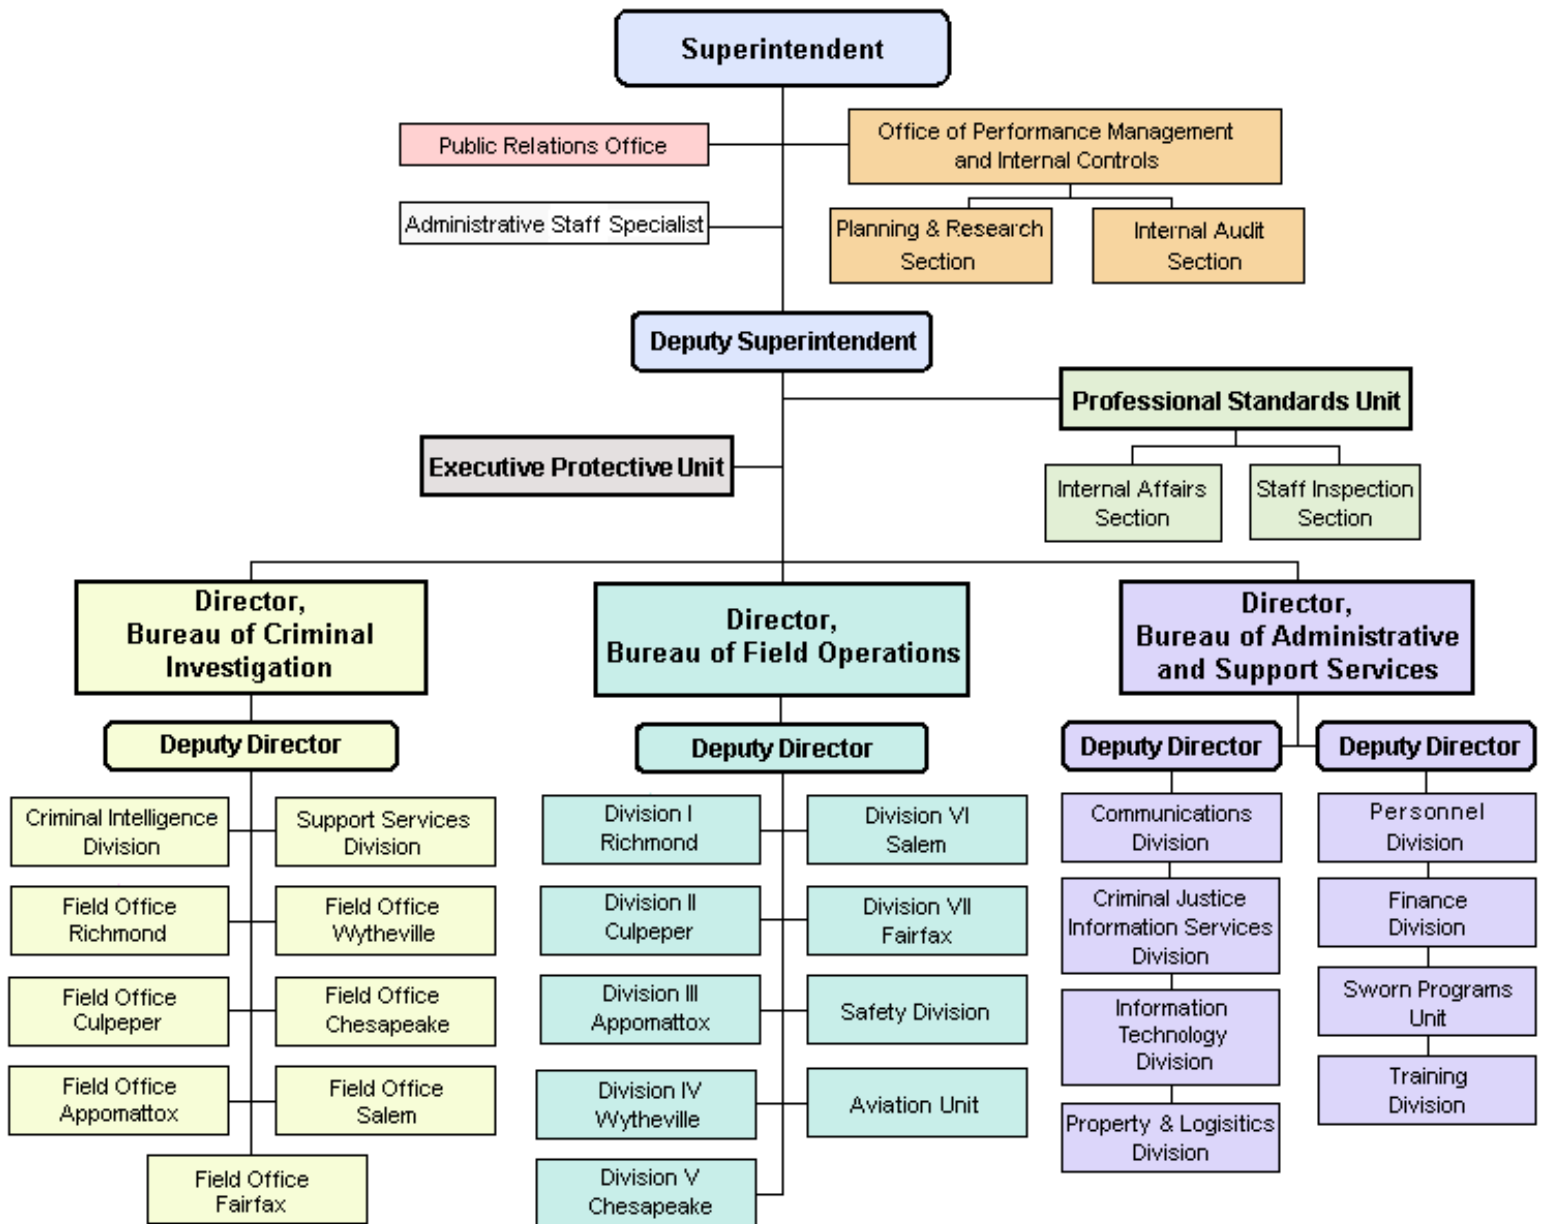 Superintendent
Public Relations Office
Office of Performance Management
and Internal Controls
Administrative Staff Specialist
Planning & Research
Section
Internal Audit
Section
Deputy Superintendent
Professional Standards Unit
Executive Protective Unit
Internal Affairs
Section
Staff Inspection
Section
Director,
Bureau of Criminal
Investigation
Director,
Bureau of Field Operations
Director,
Bureau of Administrative
and Support Services
Deputy Director
Criminal Intelligence
Division
Support Services
Division
Field Office
Richmond
Field Office
Wytheville
Field Office
Culpeper
Field Office
Chesapeake
Field Office
Appomattox
Field Office
Salem
Field Office
Fairfax
Deputy Director
Division I
Richmond
Division VI
Salem
Division II
Culpeper
Division VII
Fairfax
Division III
Appomattox
Safety Division
Division IV
Wytheville
Aviation Unit
Division V
Chesapeake
Deputy Director
Communications
Division
Criminal Justice
Information Services
Division
Information
Technology
Division
Property & Logisitics
Division
Deputy Director
Personnel
Division
Finance
Division
Sworn Programs
Unit
Training
Division